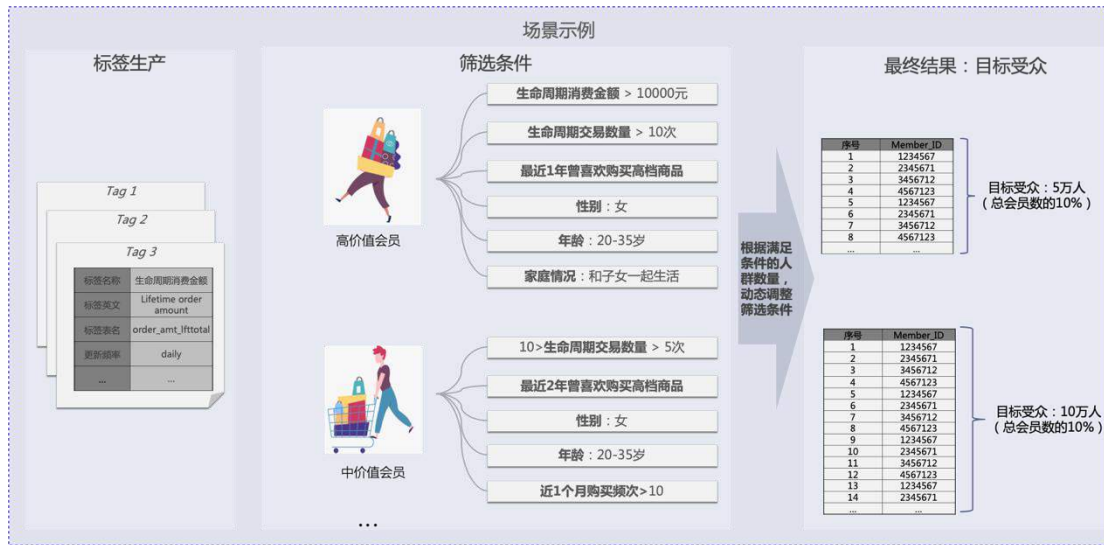 场景示例
标签生产
Tag 1
Tag 2
Tag 3
标签名称 生命周期消费金额
标签英文 Lifetime order
amount
标签表名 order_amt_lfttotal
更新频率 daily
... ...
筛选条件
高价值会员
生命周期消费金额 > 10000元
生命周期交易数量 > 10次
最近1年曾喜欢购买高档商品
性别：女
年龄：20-35岁
家庭情况：和子女一起生活
中价值会员
10>生命周期交易数量 > 5次
最近2年曾喜欢购买高档商品
性别：女
年龄：20-35岁
近1个月购买频次>10
...
根据满足
条件的人
群数量，
动态调整
筛选条件
最终结果：目标受众
序号 Member_ID
1 1234567
2 2345671
3 3456712
4 4567123
5 1234567
6 2345671
7 3456712
8 4567123
... ...
目标受众：5万人
（总会员数的10%）
序号 Member_ID
1 1234567
2 2345671
3 3456712
4 4567123
5 1234567
6 2345671
7 3456712
8 4567123
9 1234567
10 2345671
11 3456712
12 4567123
13 1234567
14 2345671
... ...
目标受众：10万人
（总会员数的10%）